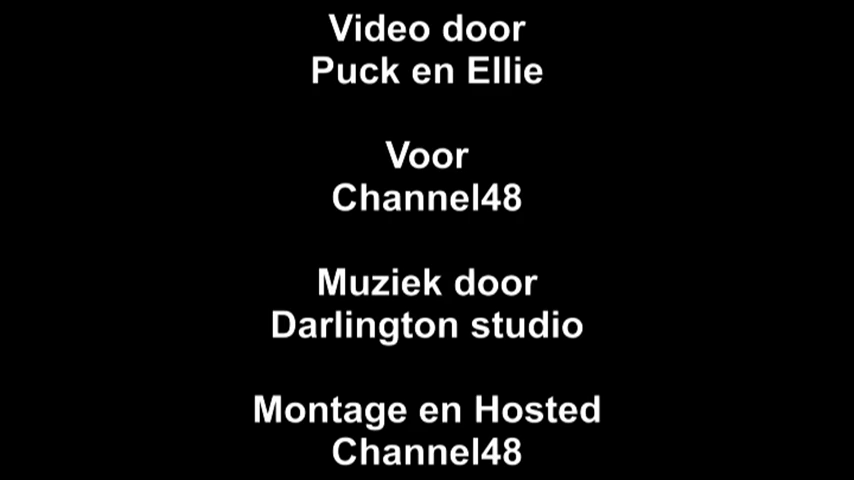 Video door
Puck en Ellie
Voor
Channel48
Muziek door
Darlington studio
Montage en Hosted
Channel48